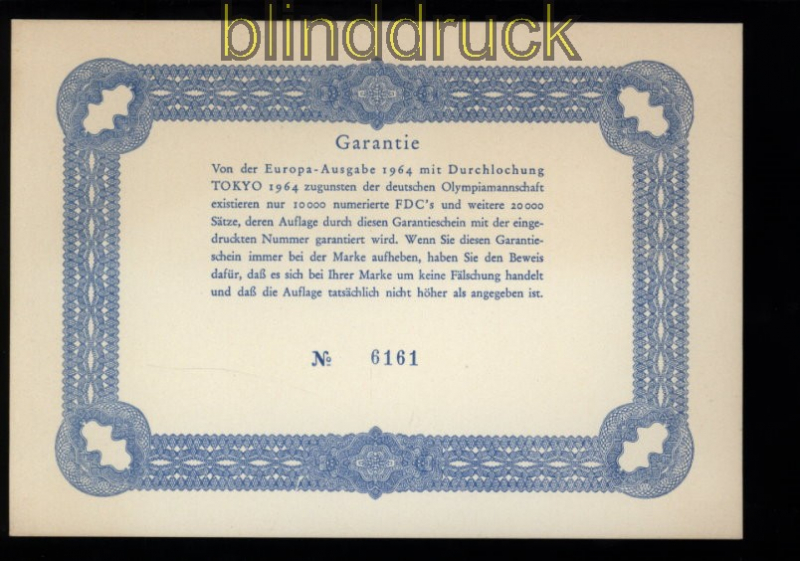 blinddruck
Garantie
Von der Europa-Ausgabe 1964 mit Durchlochung
TOKYO 1964 zugunsten der deutschen Olympiamannschaft
existieren nur 10000 numerierte FDC's und weitere 20000
Sätze, deren Auflage durch diesen Garantieschein mit der einge-
druckten Nummer garantiert wird. Wenn Sie diesen Garantie-
schein immer bei der Marke aufheben, haben Sie den Beweis
dafür, daß es sich bei Ihrer Marke um keine Fälschung handelt
und daß die Auflage tatsächlich nicht höher als angegeben ist.
№ 6161